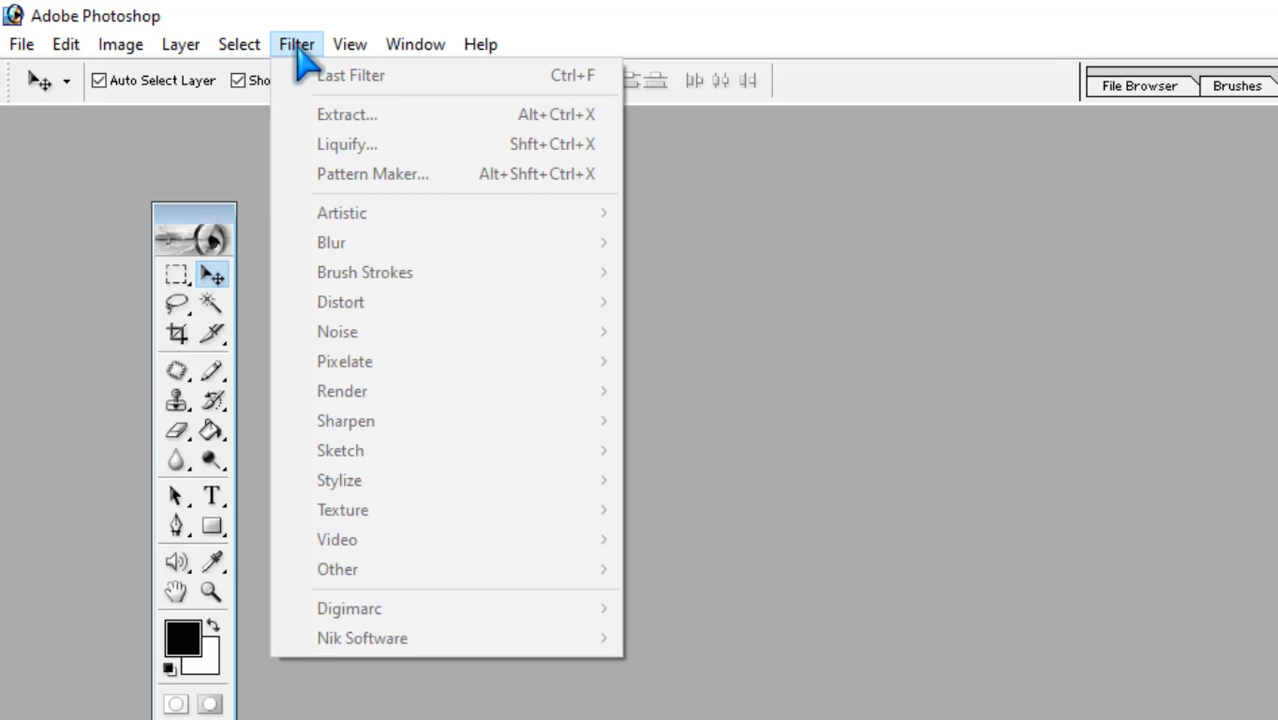 Adobe Photoshop
File Edit Image Layer Select Filter View Window Help
Auto Select Layer Sho
File Browser Brushes
Last Filter Ctrl+F
Extract... Alt+Ctrl+X
Liquify... Shft+Ctrl+X
Pattern Maker... Alt+Shft+Ctrl+X
Artistic
Blur
Brush Strokes
Distort
Noise
Pixelate
Render
Sharpen
Sketch
Stylize
Texture
Video
Other
Digimarc
Nik Software
T